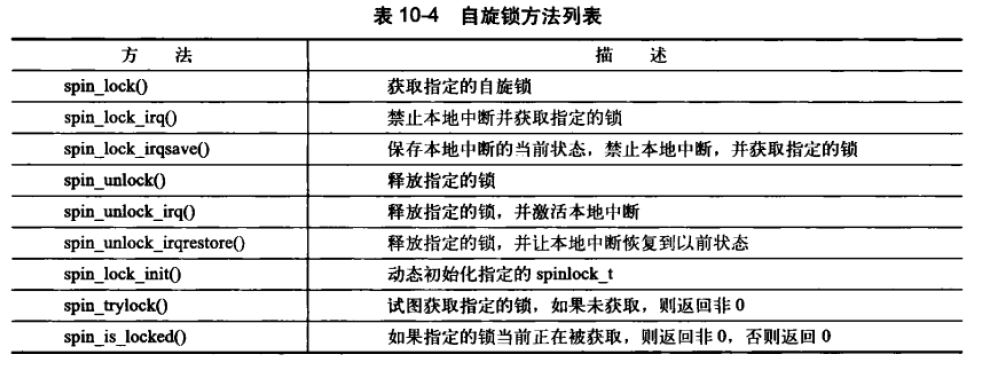 表 10-4 自旋锁方法列表
方 法 描 述
spin_lock() 获取指定的自旋锁
spin_lock_irq() 禁止本地中断并获取指定的锁
spin_lock_irqsave() 保存本地中断的当前状态，禁止本地中断，并获取指定的锁
spin_unlock() 释放指定的锁
spin_unlock_irq() 释放指定的锁，并激活本地中断
spin_unlock_irqrestore() 释放指定的锁，并让本地中断恢复到以前状态
spin_lock_init() 动态初始化指定的 spinlock_t
spin_trylock() 试图获取指定的锁，如果未获取，则返回非 0
spin_is_locked() 如果指定的锁当前正在被获取，则返回非 0，否则返回 0